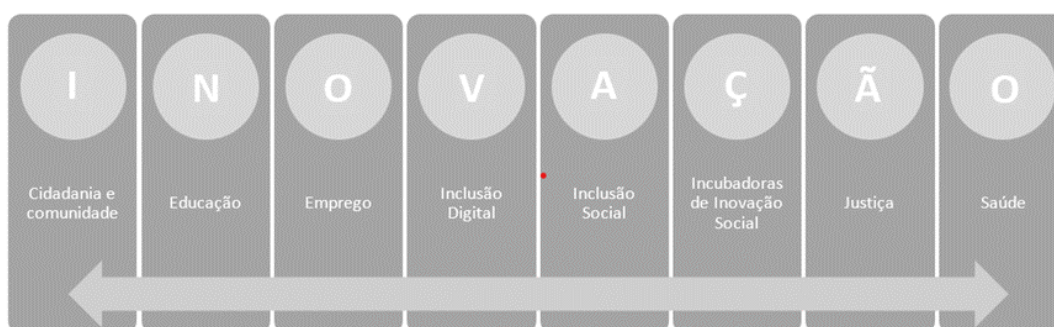 I N O V A Ç Ã O
Cidadania e
comunidade
Educação
Emprego
Inclusão
Digital
Inclusão
Social
Incubadoras
de Inovação
Social
Justiça
Saúde